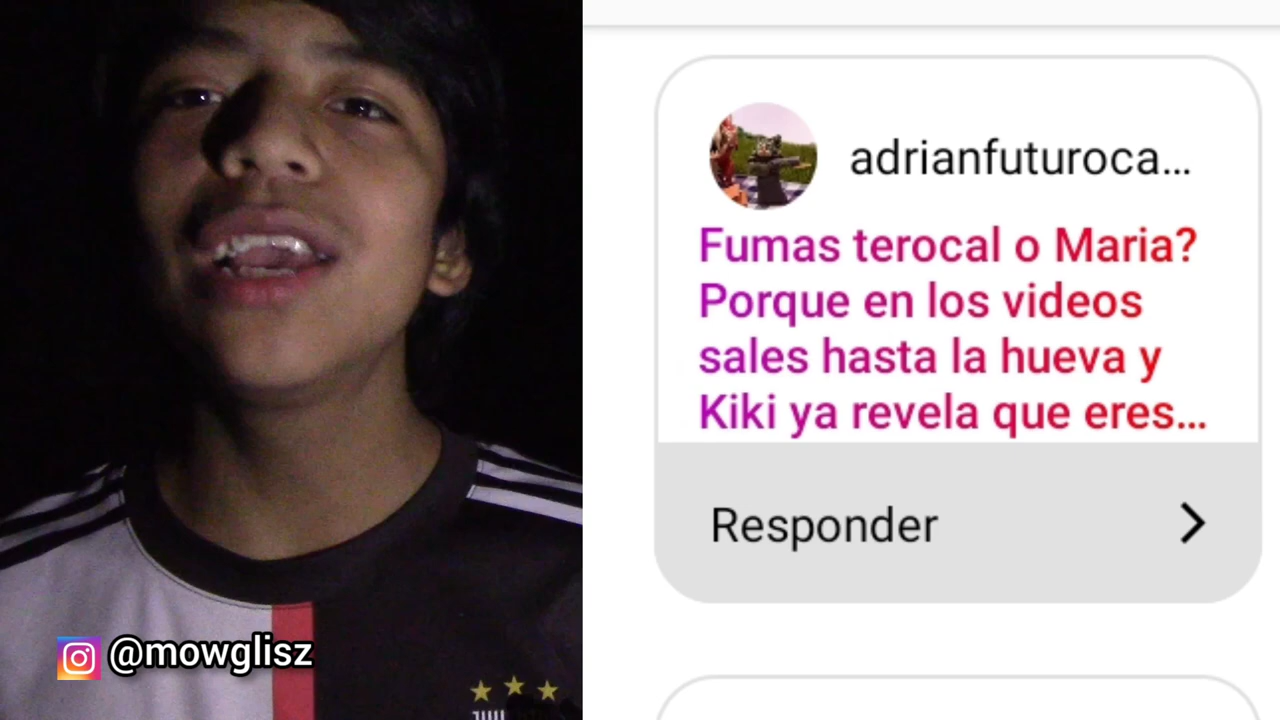 adrianfuturoca...
Fumas terocal o Maria?
Porque en los videos
sales hasta la hueva y
Kiki ya revela que eres...
Responder
@mowglisz